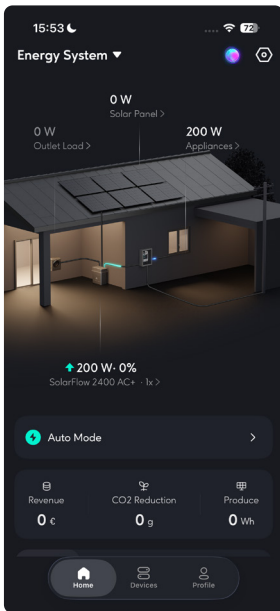 15:53
72
Energy System
0 W
Solar Panel >
0 W
Outlet Load >
200 W
Appliances >
200 W· 0%
SolarFlow 2400 AC+ · 1x >
Auto Mode
Revenue
CO2 Reduction
Produce
0 €
0 g
0 Wh
Home
Devices
Profile